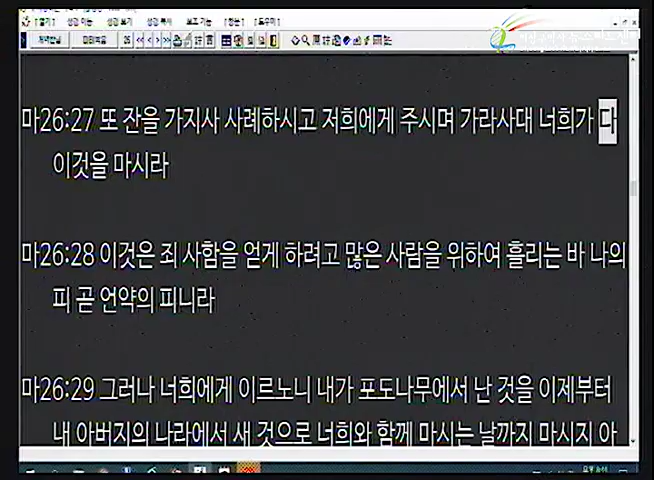 마26:27 또 잔을 가지사 사례하시고 저희에게 주시며 가라사대 너희가 다
이것을 마시라
마26:28 이것은 죄 사함을 얻게 하려고 많은 사람을 위하여 흘리는 바 나의
피 곧 언약의 피니라
마26:29 그러나 너희에게 이르노니 내가 포도나무에서 난 것을 이제부터
내 아버지의 나라에서 새 것으로 너희와 함께 마시는 날까지 마시지 아